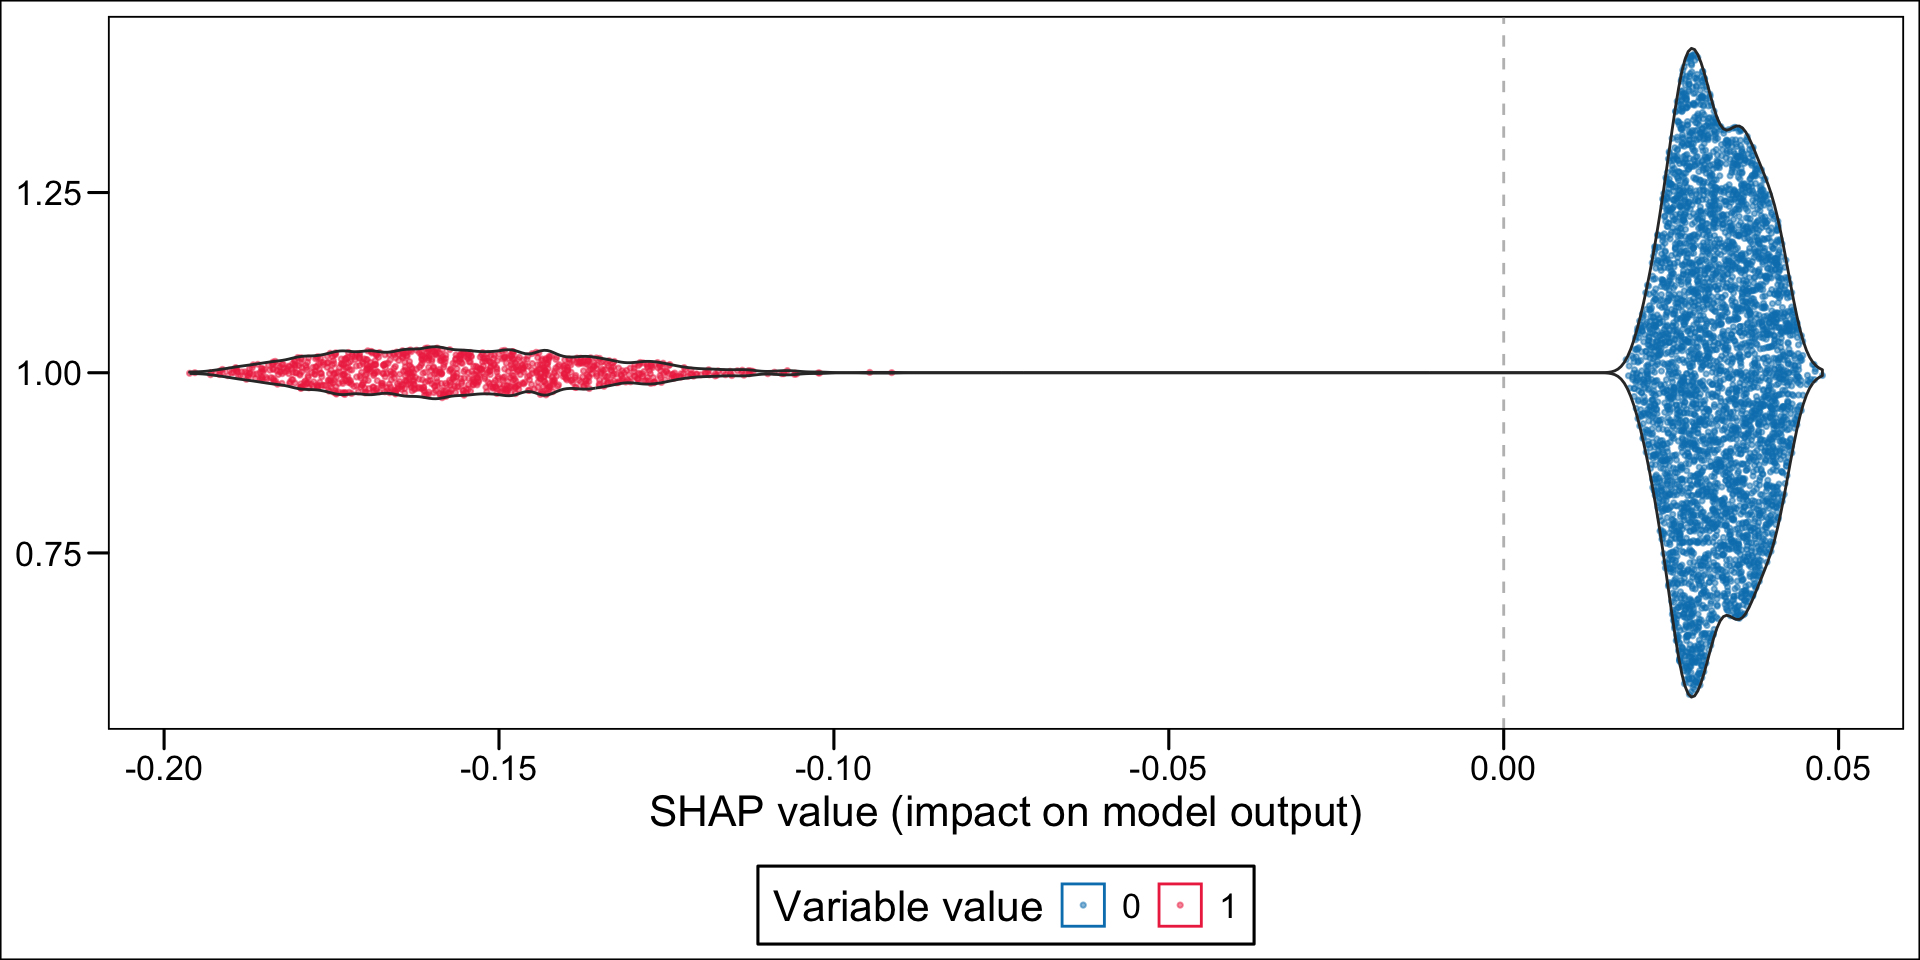 1.25
1.00
0.75
-0.20 -0.15 -0.10 -0.05 0.00 0.05
SHAP value (impact on model output)
Variable value 0 1